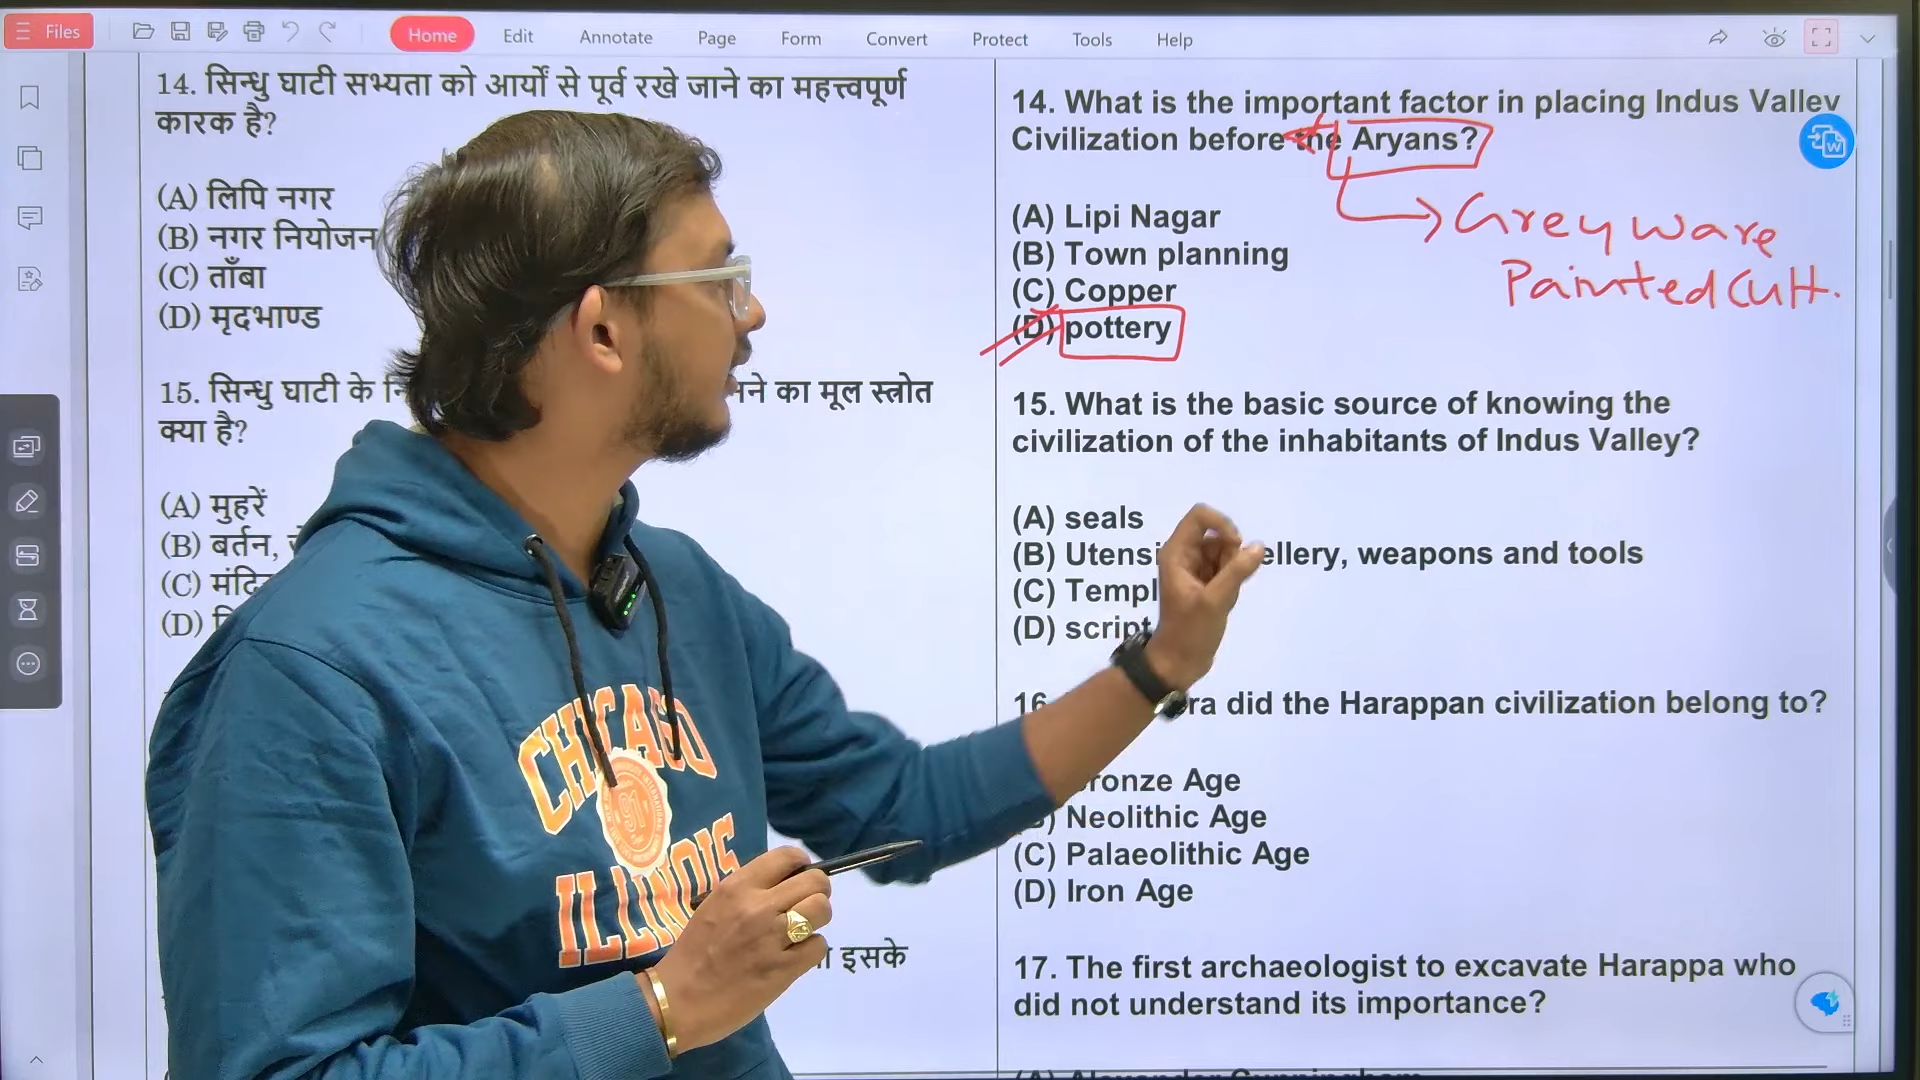 Files
Home Edit Annotate Page Form Convert Protect Tools Help
14. सिन्धु घाटी सभ्यता को आर्यों से पूर्व रखे जाने का महत्त्वपूर्ण
कारक है?
(A) लिपि नगर
(B) नगर नियोजन
(C) ताँबा
(D) मृदभाण्ड
15. सिन्धु घाटी के का मूल स्त्रोत
क्या है?
(A) मुहरें
(B) बर्तन,
(C)
(D)
इसके
14. What is the important factor in placing Indus Valley
Civilization before the Aryans?
Grey ware
Painted Cult.
(A) Lipi Nagar
(B) Town planning
(C) Copper
(D) pottery
15. What is the basic source of knowing the
civilization of the inhabitants of Indus Valley?
(A) seals
(B) weapons and tools
(C)
(D) script
16. did the Harappan civilization belong to?
Bronze Age
Neolithic Age
(C) Palaeolithic Age
(D) Iron Age
17. The first archaeologist to excavate Harappa who
did not understand its importance?
CHICAGO
ILLINOIS